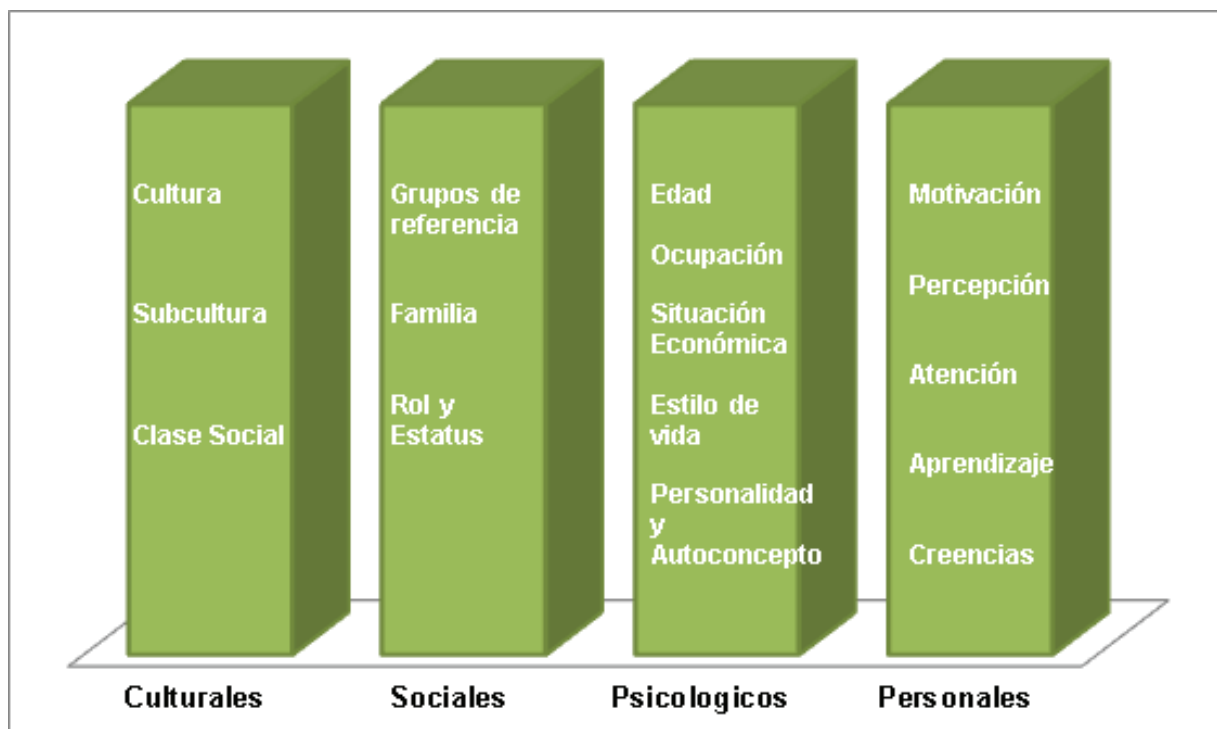 Cultura
Subcultura
Clase Social
Grupos de
referencia
Familia
Rol y
Estatus
Edad
Ocupación
Situación
Económica
Estilo de
vida
Personalidad
y
Autoconcepto
Motivación
Percepción
Atención
Aprendizaje
Creencias
Culturales
Sociales
Psicologicos
Personales